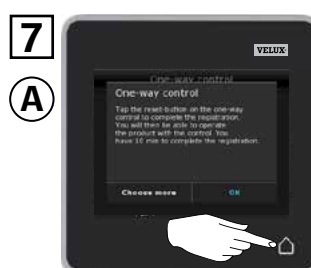 7
A
VELUX
One-way control
One-way control
Tap the reset-button on the one-way
control to complete the registration.
You will then be able to operate
the product with the control. You
have 10 min to complete the registration.
Choose more OK